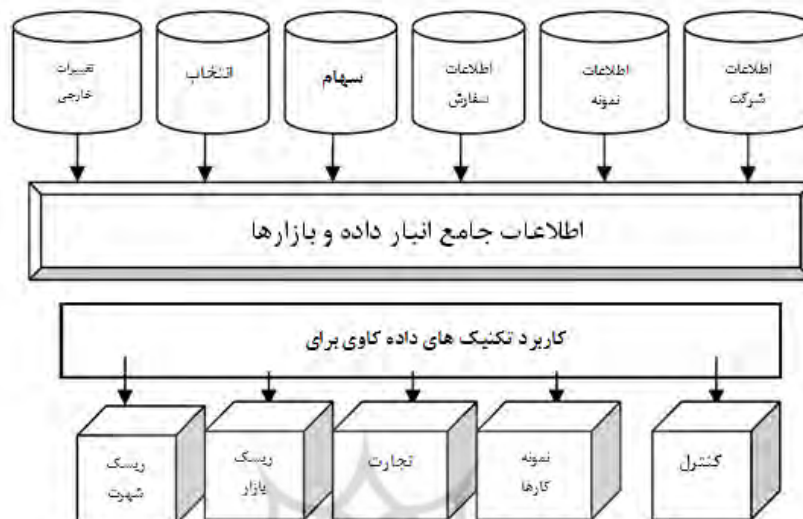 اطلاعات
شرکت
اطلاعات
نمونه
اطلاعات
سفارش
سهام
انتخاب
تغییرات
خارجی
اطلاعات جامع انبار داده و بازارها
کاربرد تکنیک های داده کاوی برای
کنترل
نمونه
کارها
تجارت
ریسک
بازار
ریسک
شهرت